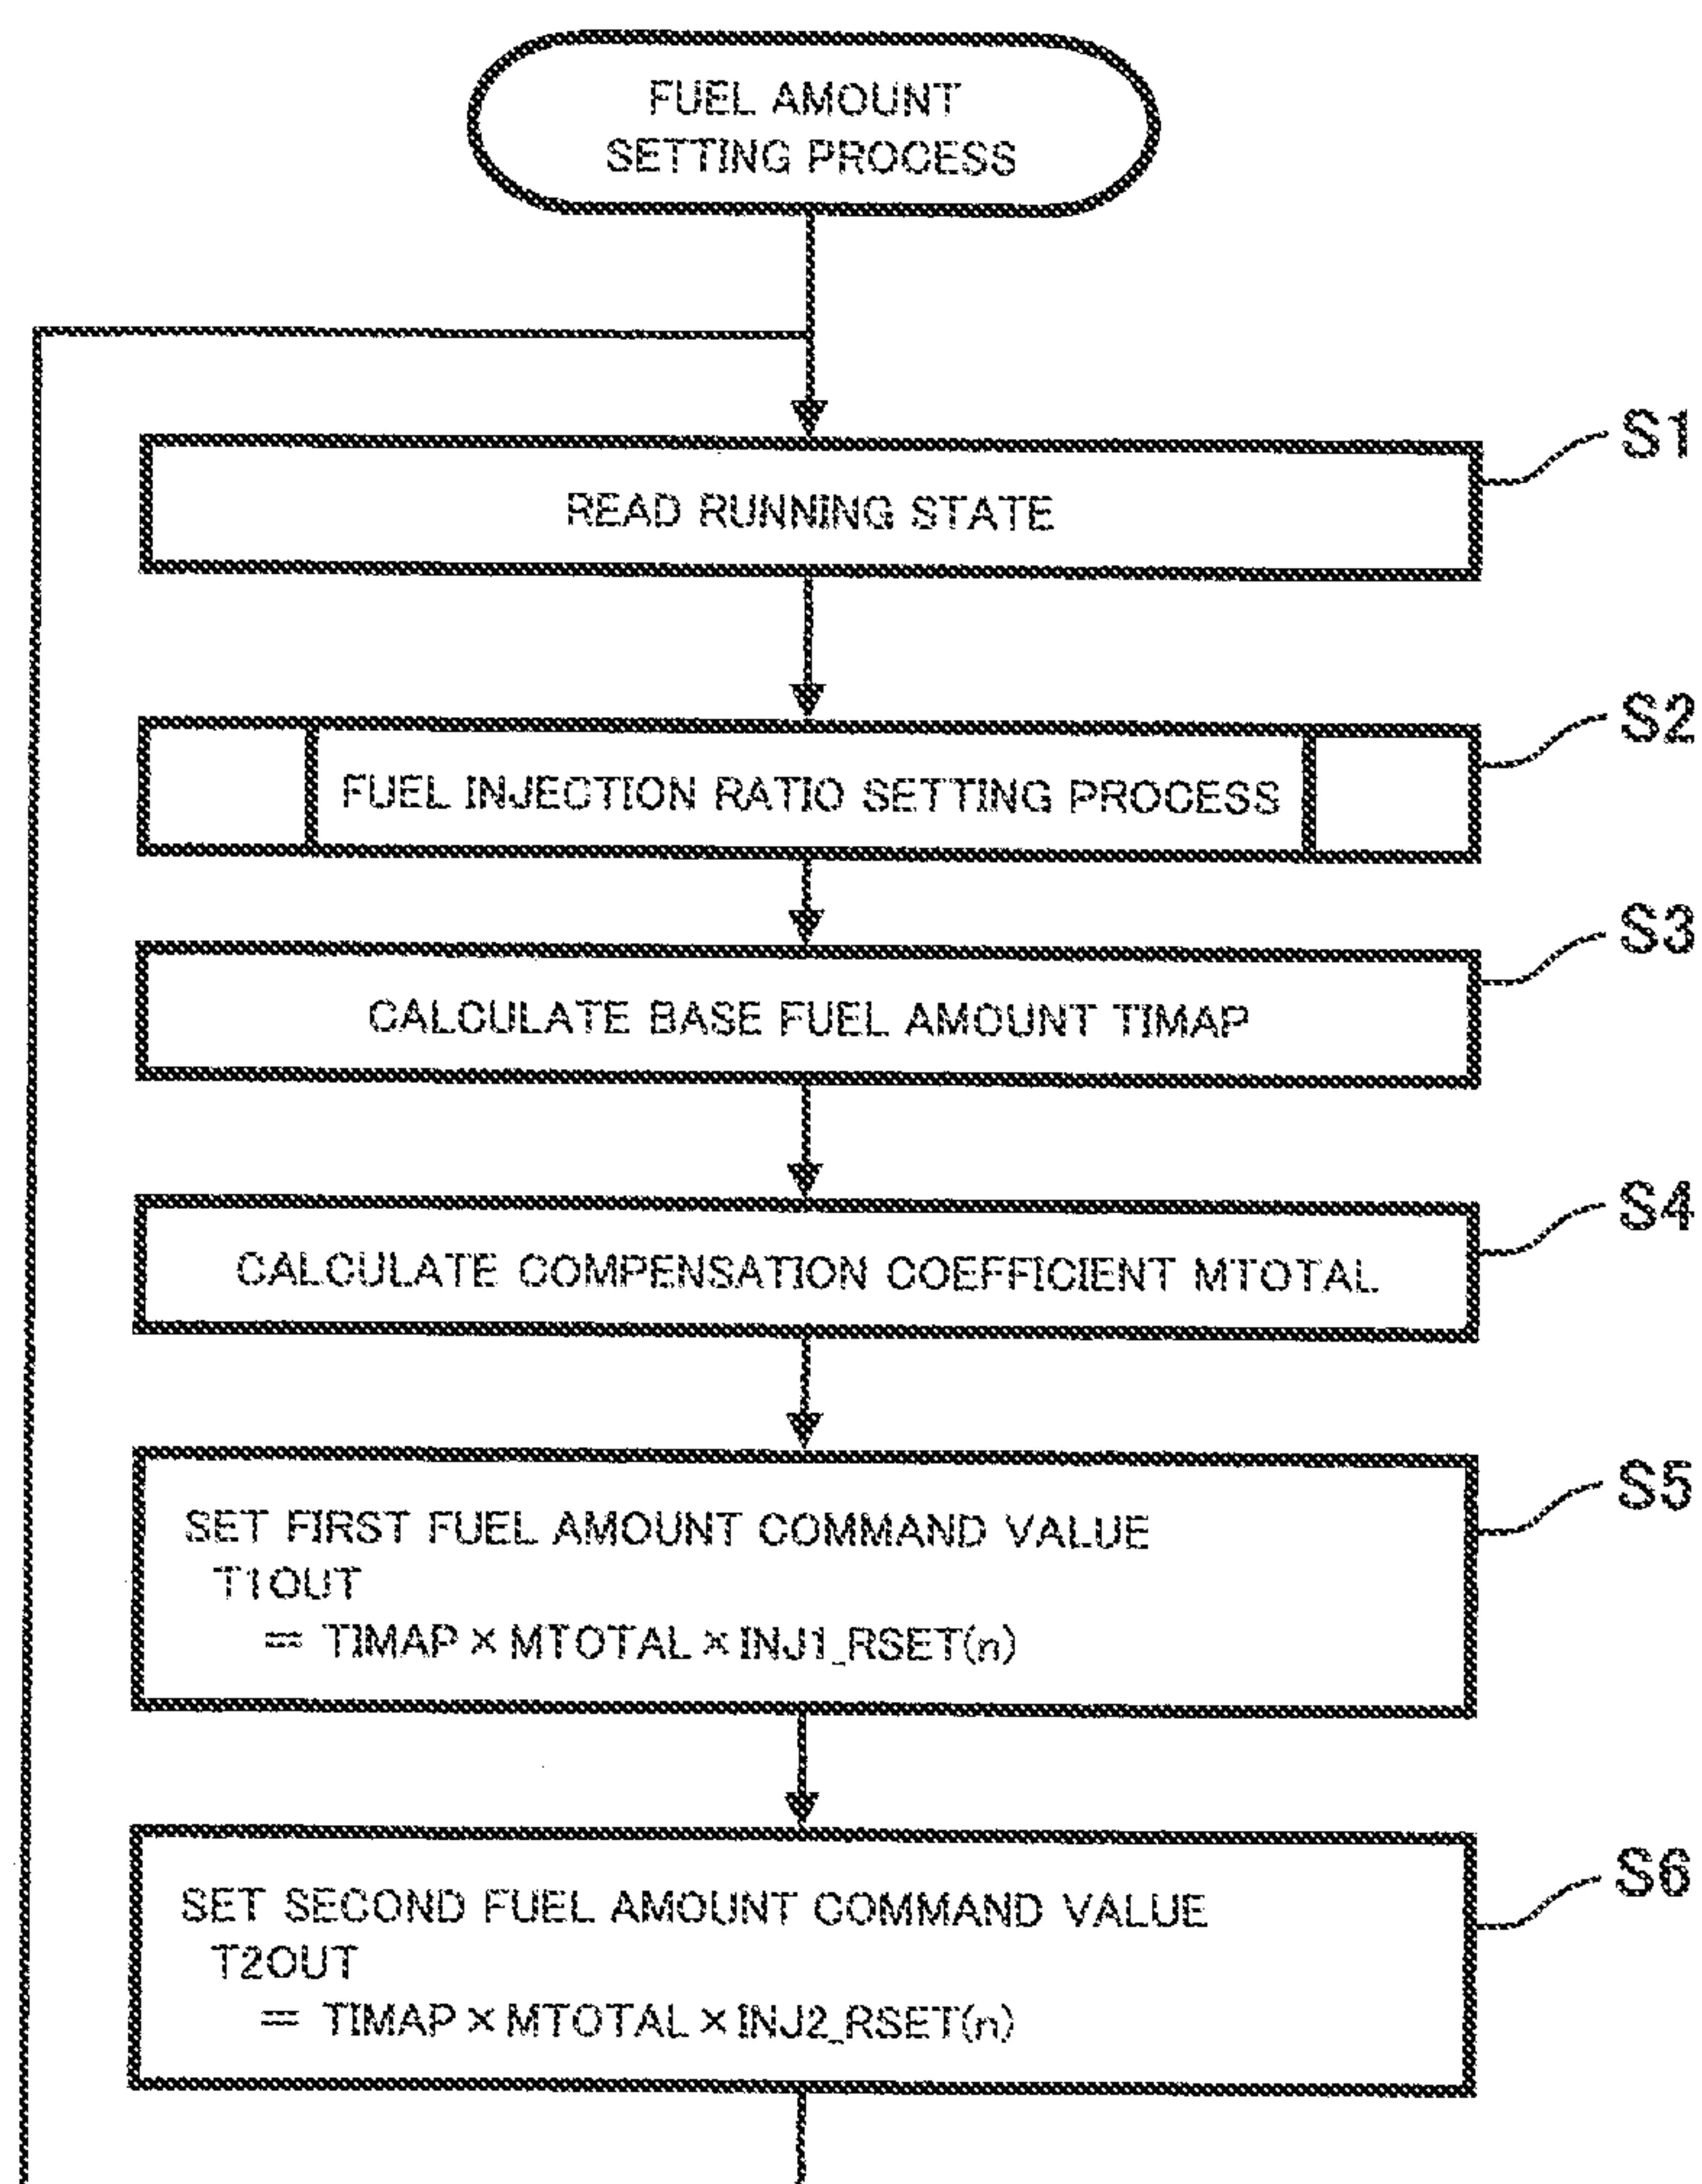 FUEL AMOUNT
SETTING PROCESS
S1
READ RUNNING STATE
S2
FUEL INJECTION RATIO SETTING PROCESS
S3
CALCULATE BASE FUEL AMOUNT TIMAP
S4
CALCULATE COMPENSATION COEFFICIENT MTOTAL
S5
SET FIRST FUEL AMOUNT COMMAND VALUE
T1OUT
= TIMAP × MTOTAL × INJ1_RSET(n)
S6
SET SECOND FUEL AMOUNT COMMAND VALUE
T2OUT
= TIMAP × MTOTAL × INJ2_RSET(n)